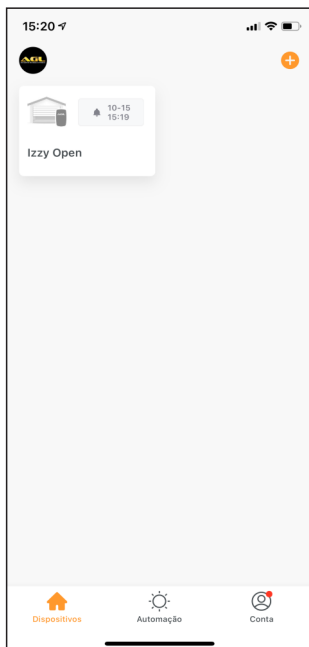 15:20
AGL
10-15
15:19
Izzy Open
Dispositivos
Automação
Conta